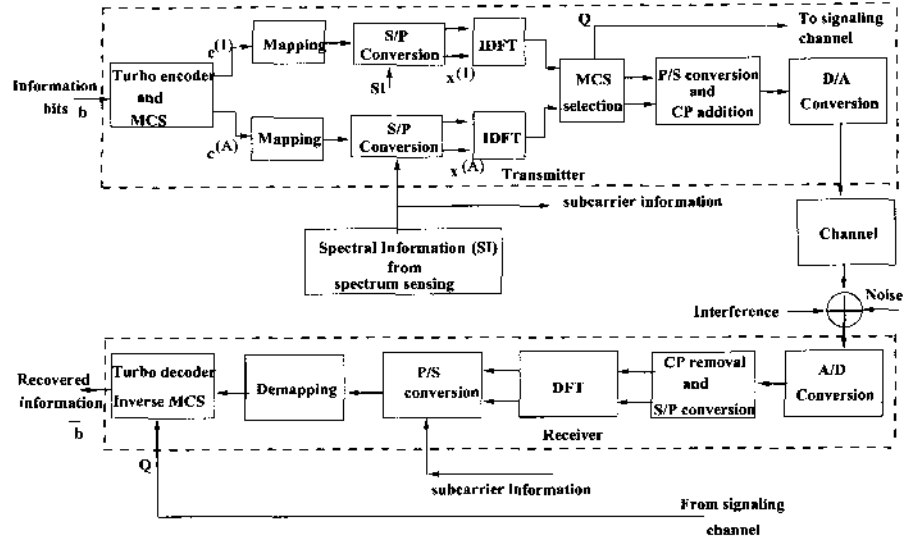 Information
bits b
Turbo encoder
and
MCS
c(1)
Mapping
S/P
Conversion
SI
x(1)
IDFT
c(A)
Mapping
S/P
Conversion
x(A)
IDFT
Q
MCS
selection
To signaling
channel
P/S conversion
and
CP addition
D/A
Conversion
Transmitter
subcarrier information
Spectral Information (SI)
from
spectrum sensing
Channel
Interference
Noise
Recovered
information
b
Turbo decoder
Inverse MCS
Demapping
P/S
conversion
DFT
CP removal
and
S/P conversion
A/D
Conversion
Receiver
Q
subcarrier Information
From signaling
channel